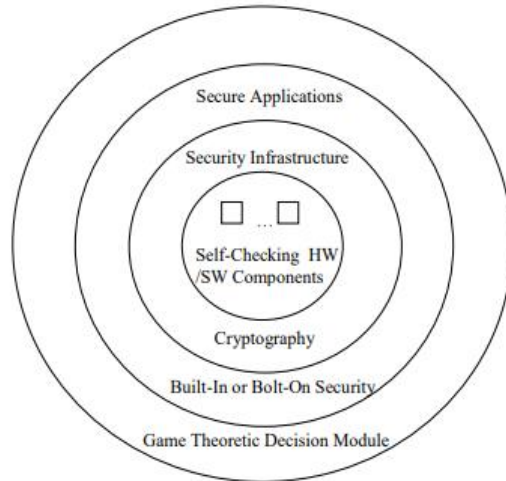 Secure Applications
Security Infrastructure
...
Self-Checking HW
/SW Components
Cryptography
Built-In or Bolt-On Security
Game Theoretic Decision Module